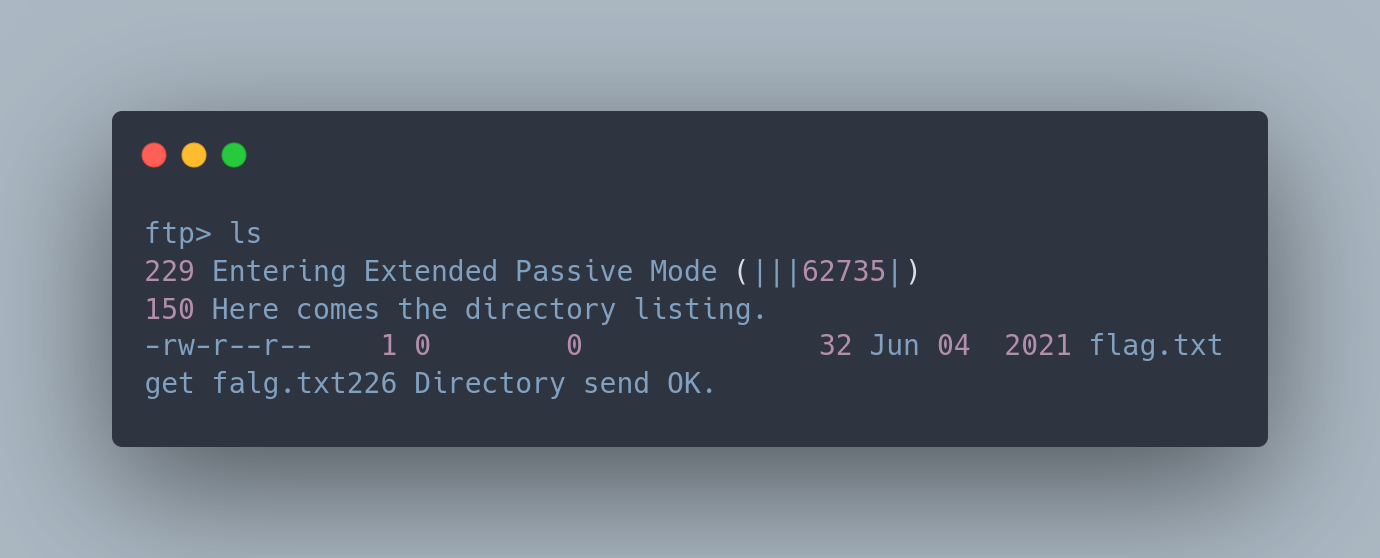 ftp> ls
229 Entering Extended Passive Mode (|||62735|)
150 Here comes the directory listing.
-rw-r--r--    1 0        0              32 Jun 04  2021 flag.txt
get falg.txt226 Directory send OK.